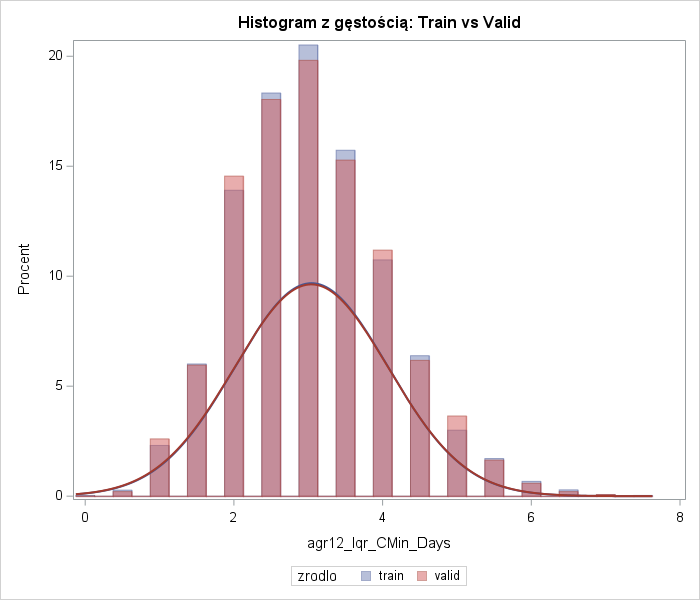 Histogram z gęstością: Train vs Valid
20
15
10
5
0
Procent
0 2 4 6 8
agr12_Iqr_CMin_Days
zrodlo train valid